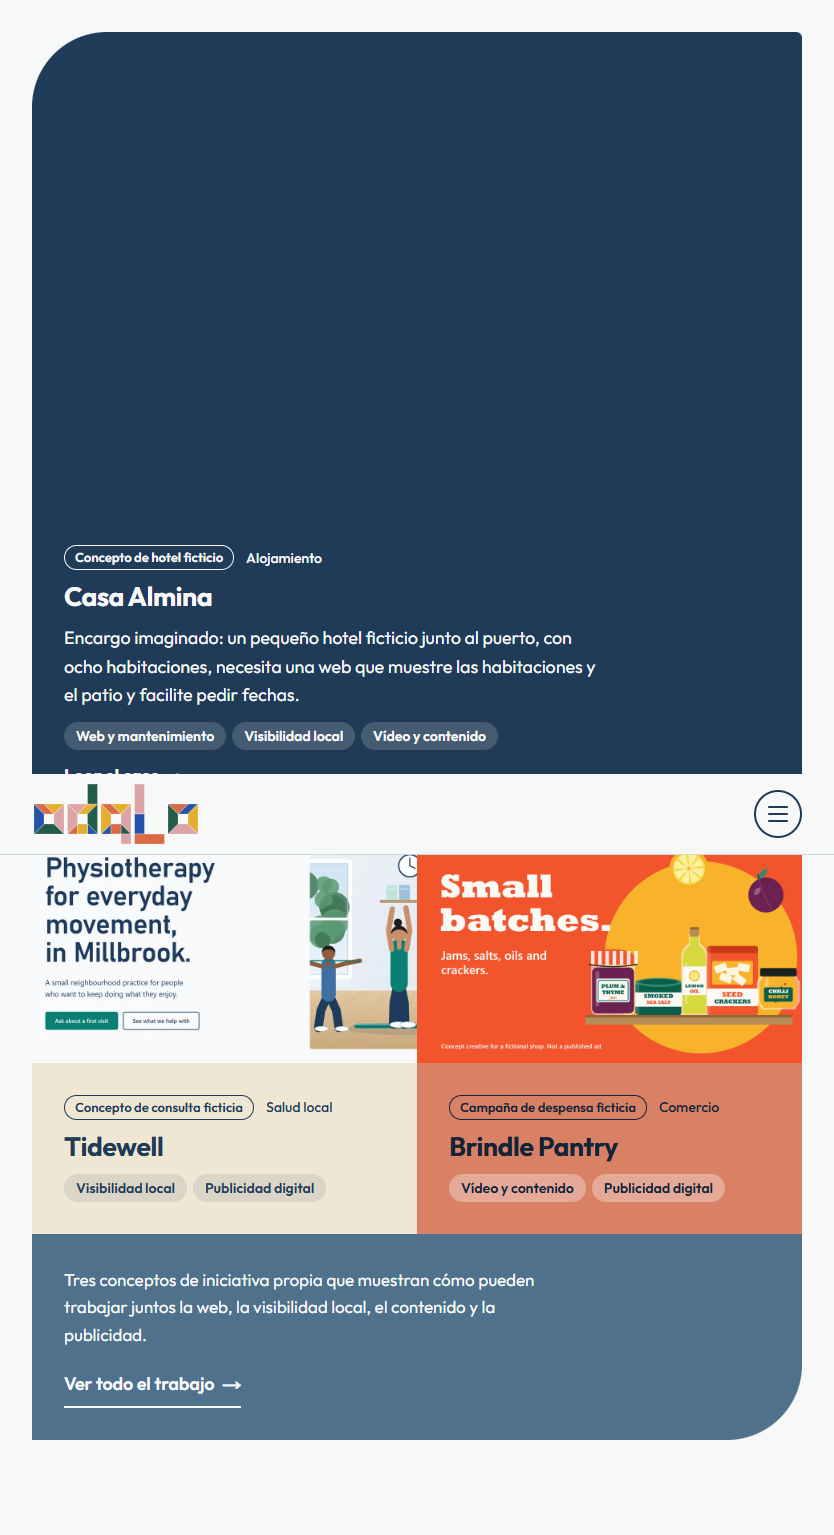 Concepto de hotel ficticio Alojamiento
Casa Almina
Encargo imaginado: un pequeño hotel ficticio junto al puerto, con
ocho habitaciones, necesita una web que muestre las habitaciones y
el patio y facilite pedir fechas.
Web y mantenimiento Visibilidad local Vídeo y contenido
Physiotherapy
for everyday
movement,
in Millbrook.
A small neighbourhood practice for people
who want to keep doing what they enjoy.
Ask about a first visit See what we help with
Small
batches.
Jams, salts, oils and
crackers.
PLUM &
THYME
SMOKED
SEA SALT
LEMON
OIL
SEED
CRACKERS
CHILLI
HONEY
Concept creative for a fictional shop. Not a published ad.
Concepto de consulta ficticia Salud local
Tidewell
Visibilidad local Publicidad digital
Campaña de despensa ficticia Comercio
Brindle Pantry
Vídeo y contenido Publicidad digital
Tres conceptos de iniciativa propia que muestran cómo pueden
trabajar juntos la web, la visibilidad local, el contenido y la
publicidad.
Ver todo el trabajo →